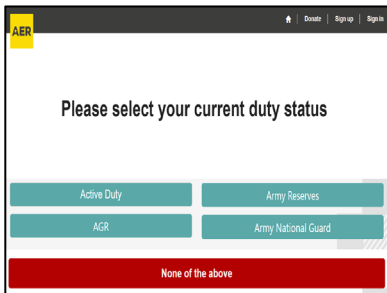 AER
Donate | Sign up | Sign in
Please select your current duty status
Active Duty
Army Reserves
AGR
Army National Guard
None of the above